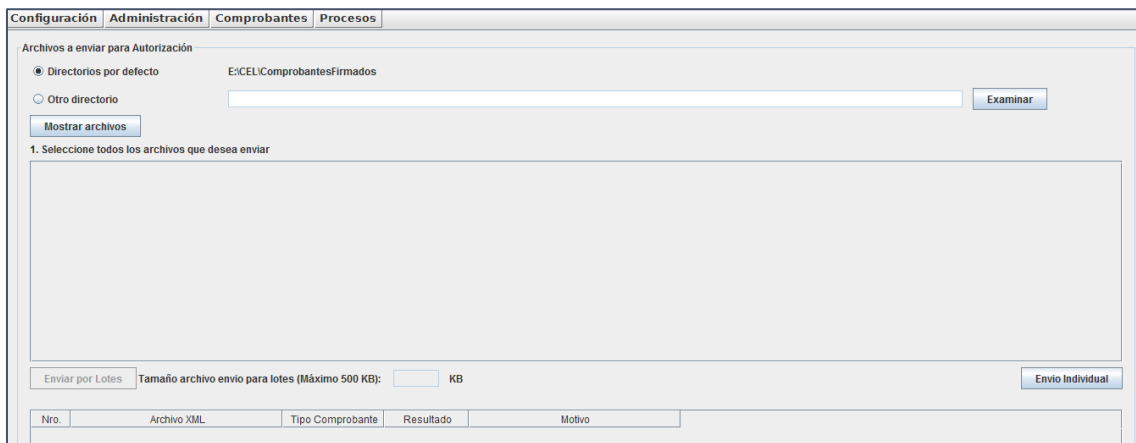 Configuración Administración Comprobantes Procesos
Archivos a enviar para Autorización
Directorios por defecto E:\CEL\ComprobantesFirmados
Otro directorio Examinar
Mostrar archivos
1. Seleccione todos los archivos que desea enviar
Enviar por Lotes Tamaño archivo envio para lotes (Máximo 500 KB): KB Envio Individual
Nro. Archivo XML Tipo Comprobante Resultado Motivo